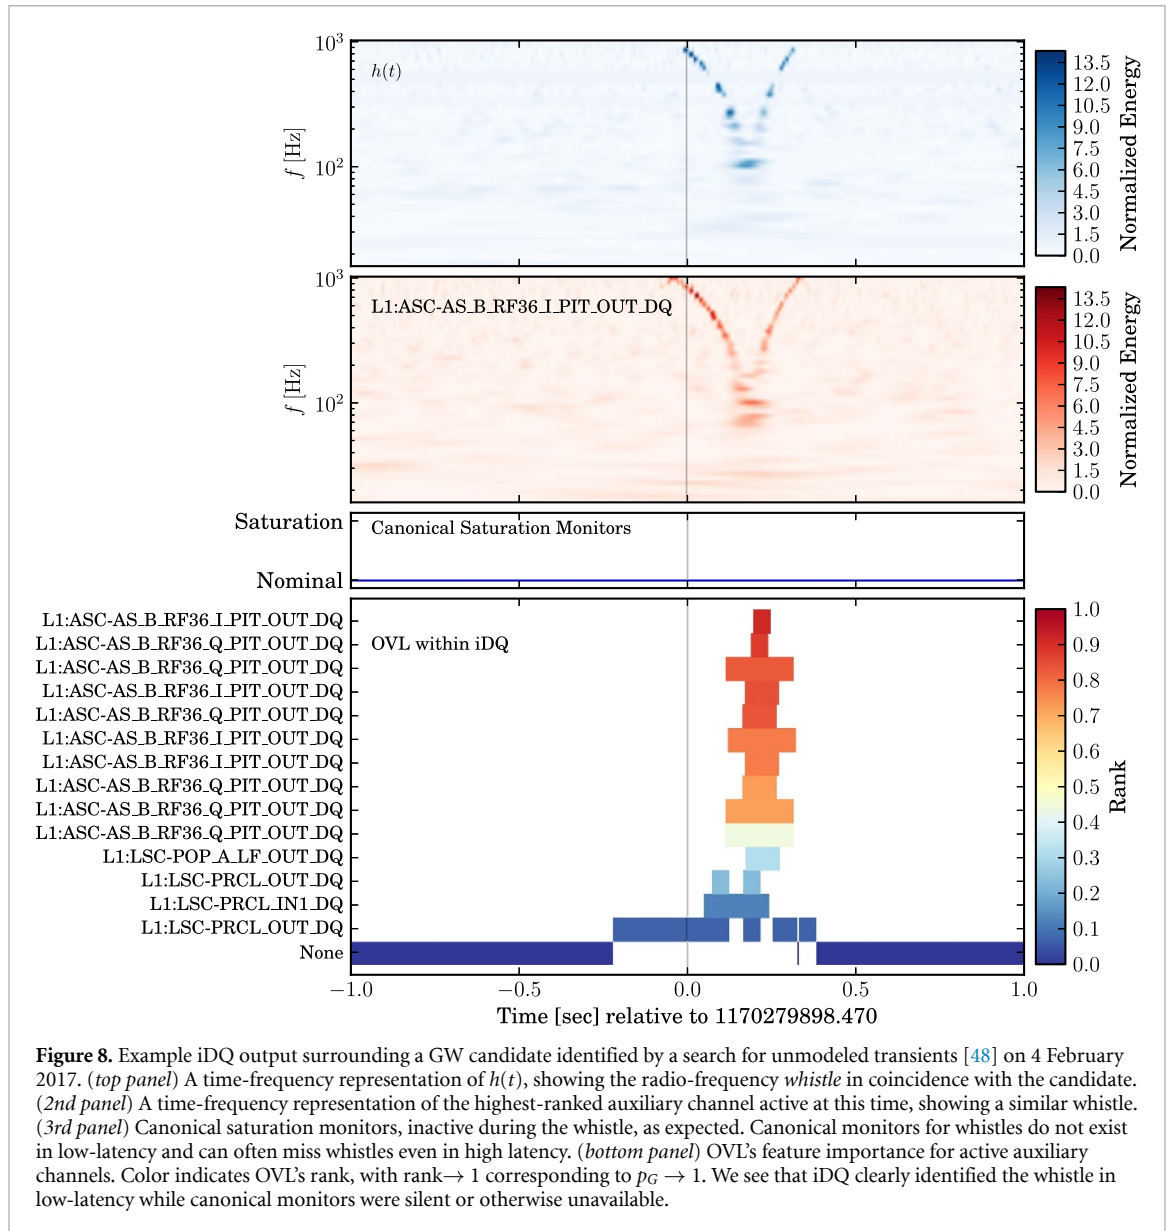 10³
h(t)
f [Hz]
10²
13.5
12.0
10.5
9.0
7.5
6.0
4.5
3.0
1.5
0.0
Normalized Energy
10³
L1:ASC-AS_B_RF36_I_PIT_OUT_DQ
f [Hz]
10²
13.5
12.0
10.5
9.0
7.5
6.0
4.5
3.0
1.5
0.0
Normalized Energy
Saturation
Canonical Saturation Monitors
Nominal
L1:ASC-AS_B_RF36_I_PIT_OUT_DQ
L1:ASC-AS_B_RF36_Q_PIT_OUT_DQ
OVL within iDQ
L1:ASC-AS_B_RF36_Q_PIT_OUT_DQ
L1:ASC-AS_B_RF36_I_PIT_OUT_DQ
L1:ASC-AS_B_RF36_Q_PIT_OUT_DQ
L1:ASC-AS_B_RF36_I_PIT_OUT_DQ
L1:ASC-AS_B_RF36_I_PIT_OUT_DQ
L1:ASC-AS_B_RF36_Q_PIT_OUT_DQ
L1:ASC-AS_B_RF36_Q_PIT_OUT_DQ
L1:ASC-AS_B_RF36_Q_PIT_OUT_DQ
L1:LSC-POP_A_LF_OUT_DQ
L1:LSC-PRCL_OUT_DQ
L1:LSC-PRCL_IN1_DQ
L1:LSC-PRCL_OUT_DQ
None
1.0
0.9
0.8
0.7
0.6
0.5
0.4
0.3
0.2
0.1
0.0
Rank
−1.0 −0.5 0.0 0.5 1.0
Time [sec] relative to 1170279898.470
Figure 8. Example iDQ output surrounding a GW candidate identified by a search for unmodeled transients [48] on 4 February
2017. (top panel) A time-frequency representation of h(t), showing the radio-frequency whistle in coincidence with the candidate.
(2nd panel) A time-frequency representation of the highest-ranked auxiliary channel active at this time, showing a similar whistle.
(3rd panel) Canonical saturation monitors, inactive during the whistle, as expected. Canonical monitors for whistles do not exist
in low-latency and can often miss whistles even in high latency. (bottom panel) OVL's feature importance for active auxiliary
channels. Color indicates OVL's rank, with rank→ 1 corresponding to p_G → 1. We see that iDQ clearly identified the whistle in
low-latency while canonical monitors were silent or otherwise unavailable.